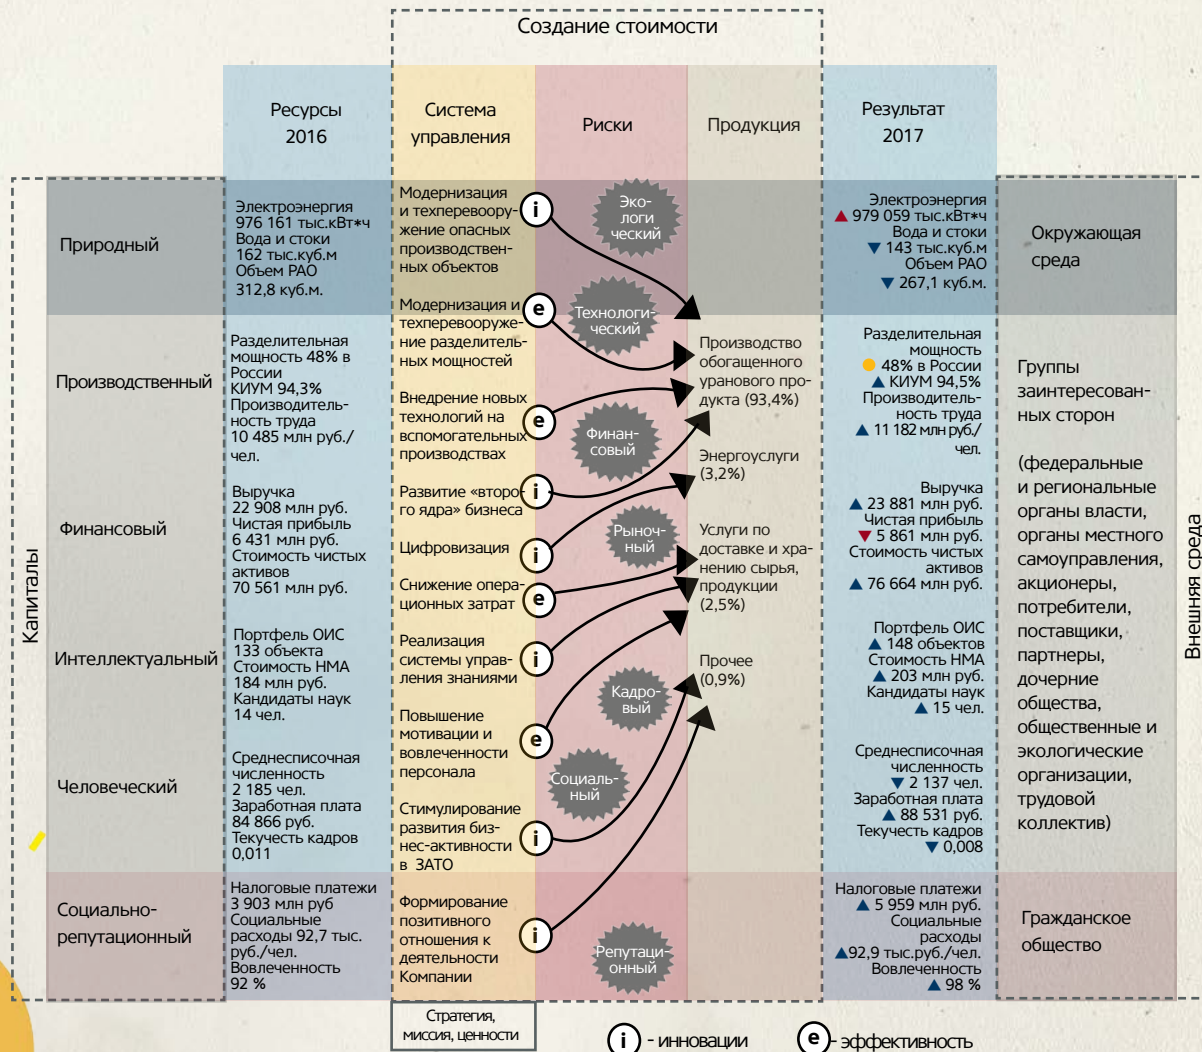 Создание стоимости
Ресурсы
2016
Система
управления
Риски
Продукция
Результат
2017
Капиталы
Природный
Электроэнергия
976 161 тыс.кВт*ч
Вода и стоки
162 тыс.куб.м
Объем РАО
312,8 куб.м.
Производственный
Разделительная
мощность 48% в
России
КИУМ 94,3%
Производитель-
ность труда
10 485 млн руб./
чел.
Финансовый
Выручка
22 908 млн руб.
Чистая прибыль
6 431 млн руб.
Стоимость чистых
активов
70 561 млн руб.
Интеллектуальный
Портфель ОИС
133 объекта
Стоимость НМА
184 млн руб.
Кандидаты наук
14 чел.
Человеческий
Среднесписочная
численность
2 185 чел.
Заработная плата
84 866 руб.
Текучесть кадров
0,011
Социально-
репутационный
Налоговые платежи
3 903 млн руб
Социальные
расходы 92,7 тыс.
руб./чел.
Вовлеченность
92 %
Модернизация
и техперевоору-
жение опасных
производствен-
ных объектов
i
Модернизация и
техперевооруже-
ние разделитель-
ных мощностей
e
Внедрение новых
технологий на
вспомогательных
производствах
e
Развитие «второ-
го ядра» бизнеса
i
Цифровизация
i
Снижение опера-
ционных затрат
e
Реализация
системы управ-
ления знаниями
i
Повышение
мотивации и
вовлеченности
персонала
e
Стимулирование
развития биз-
нес-активности
в ЗАТО
i
Формирование
позитивного
отношения к
деятельности
Компании
i
Эко-
логи
ческий
Технологи-
ческий
Финан-
совый
Рыноч-
ный
Кадро-
вый
Социаль-
ный
Репутаци-
онный
Производство
обогащенного
уранового про-
дукта (93,4%)
Энергоуслуги
(3,2%)
Услуги по
доставке и хра-
нению сырья,
продукции
(2,5%)
Прочее
(0,9%)
Электроэнергия
▲ 979 059 тыс.кВт*ч
Вода и стоки
▼ 143 тыс.куб.м
Объем РАО
▼ 267,1 куб.м.
Разделительная
мощность
● 48% в России
▲ КИУМ 94,5%
Производитель-
ность труда
▲ 11 182 млн руб./
чел.
Выручка
▲ 23 881 млн руб.
Чистая прибыль
▼ 5 861 млн руб.
Стоимость чистых
активов
▲ 76 664 млн руб.
Портфель ОИС
▲ 148 объектов
Стоимость НМА
▲ 203 млн руб.
Кандидаты наук
▲ 15 чел.
Среднесписочная
численность
▼ 2 137 чел.
Заработная плата
▲ 88 531 руб.
Текучесть кадров
▼ 0,008
Налоговые платежи
▲ 5 959 млн руб.
Социальные
расходы
▲92,9 тыс.руб./чел.
Вовлеченность
▲ 98 %
Окружающая
среда
Группы
заинтересован-
ных сторон
(федеральные
и региональные
органы власти,
органы местного
самоуправления,
акционеры,
потребители,
поставщики,
партнеры,
дочерние
общества,
общественные и
экологические
организации,
трудовой
коллектив)
Гражданское
общество
Внешняя среда
Стратегия,
миссия, ценности
i - инновации
e - эффективность